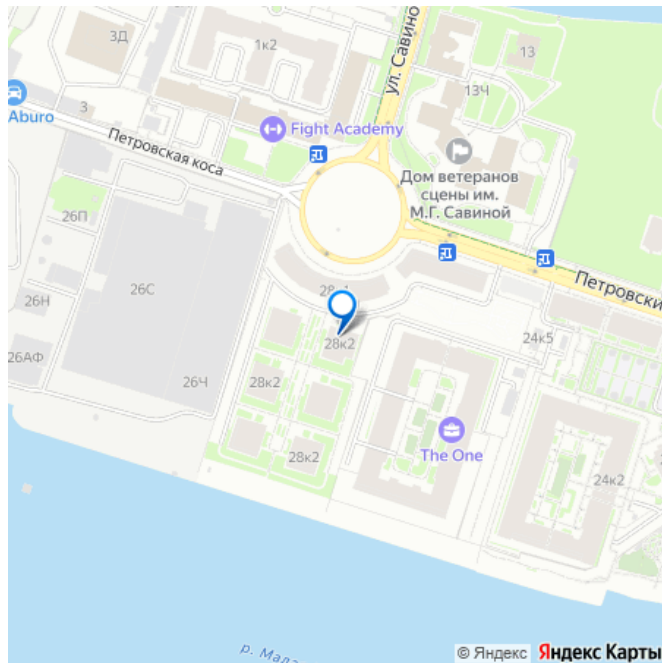 3Д
1к2
ул. Савино
13
13Ч
3
Aburo
Fight Academy
Петровская коса
Дом ветеранов
сцены им.
М.Г. Савиной
26П
26С
26Н
26АФ
26Ч
Петровски
28к2
24к5
28к2
28к2
The One
24к2
р. Мала
© Яндекс Яндекс Карты